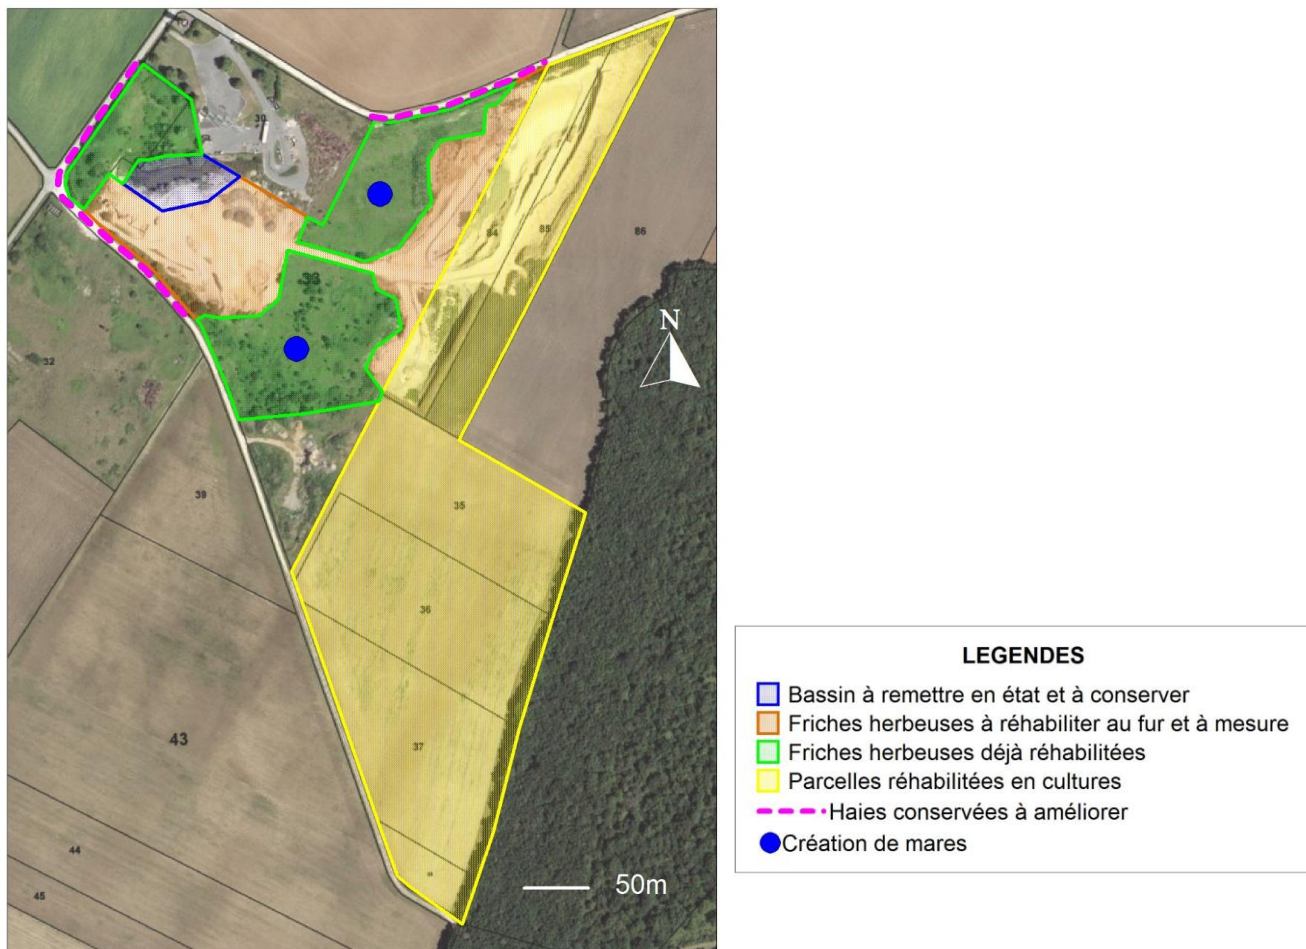 30
84
85
86
33
N
32
35
39
36
37
43
44
45
50m
LEGENDES
Bassin à remettre en état et à conserver
Friches herbeuses à réhabiliter au fur et à mesure
Friches herbeuses déjà réhabilitées
Parcelles réhabilitées en cultures
Haies conservées à améliorer
Création de mares